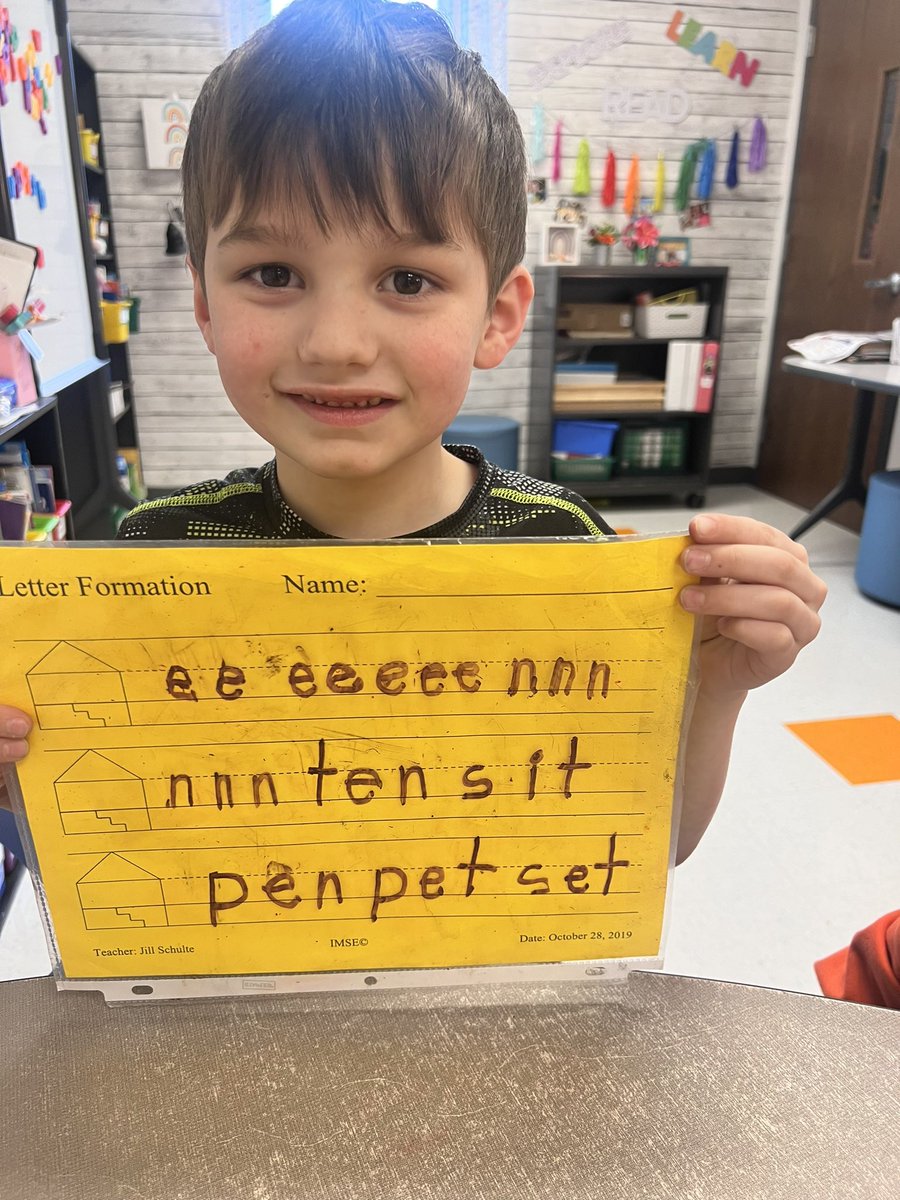 LEARN
READ
Letter Formation Name:
ee eeeee nnn
nnn ten s it
pen pet set
Teacher: Jill Schulte IMSE© Date: October 28, 2019